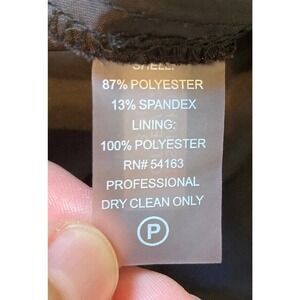 SHELL:
87% POLYESTER
13% SPANDEX
LINING:
100% POLYESTER
RN# 54163
PROFESSIONAL
DRY CLEAN ONLY
P